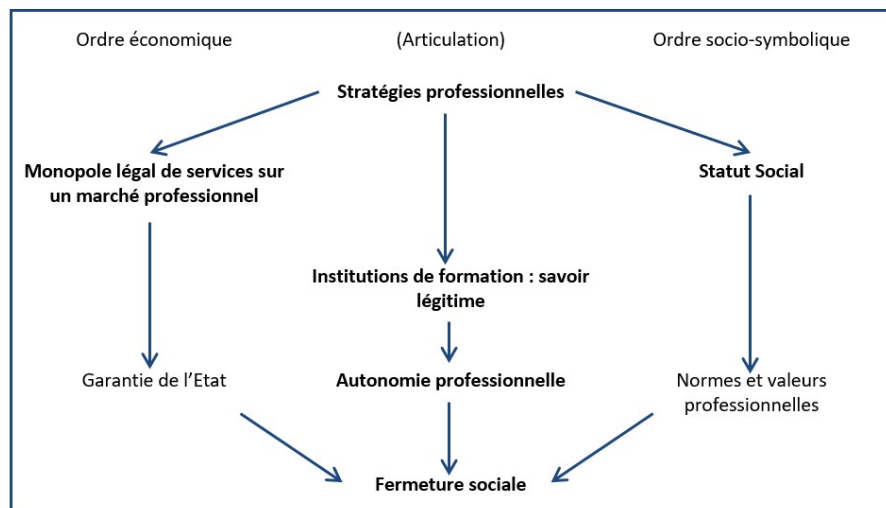 Ordre économique
(Articulation)
Ordre socio-symbolique
Stratégies professionnelles
Monopole légal de services sur
un marché professionnel
Statut Social
Institutions de formation : savoir
légitime
Garantie de l’Etat
Autonomie professionnelle
Normes et valeurs
professionnelles
Fermeture sociale